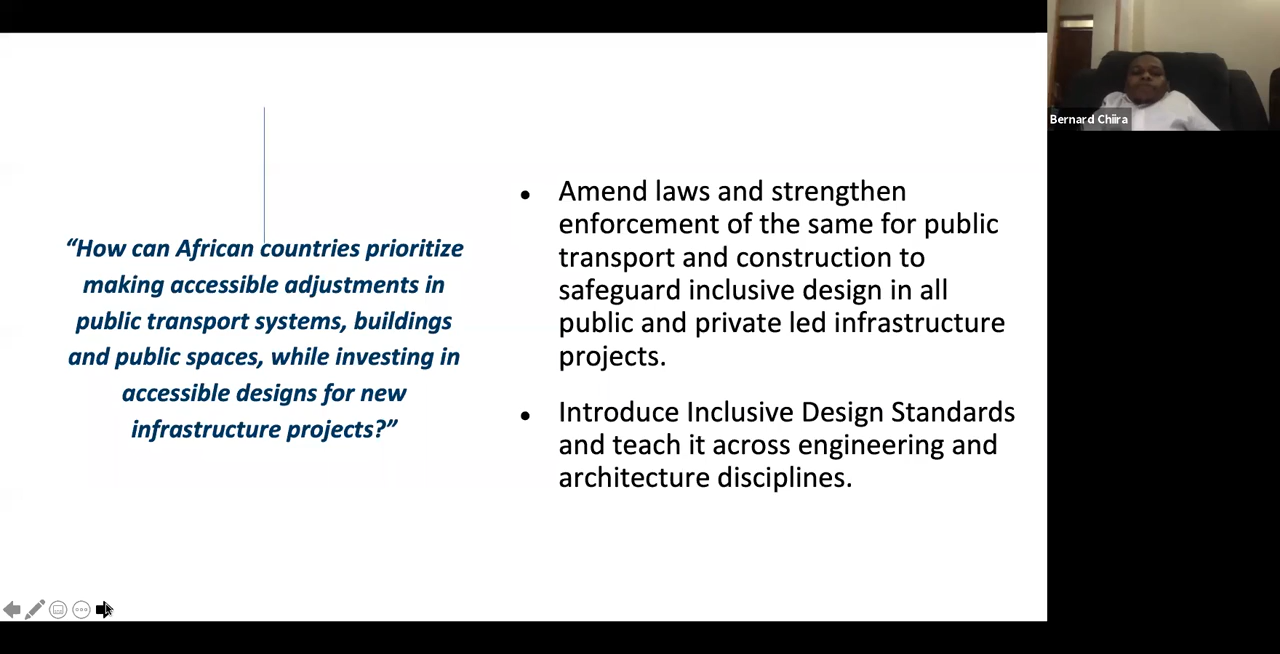 “How can African countries prioritize
making accessible adjustments in
public transport systems, buildings
and public spaces, while investing in
accessible designs for new
infrastructure projects?”
● Amend laws and strengthen
enforcement of the same for public
transport and construction to
safeguard inclusive design in all
public and private led infrastructure
projects.
● Introduce Inclusive Design Standards
and teach it across engineering and
architecture disciplines.
Bernard Chiira